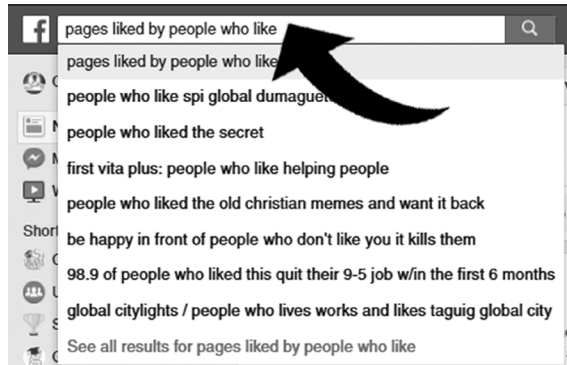 f
pages liked by people who like
pages liked by people who like
people who like spi global
people who liked the secret
first vita plus: people who like helping people
people who liked the old christian memes and want it back
Shor
be happy in front of people who don't like you it kills them
98.9 of people who liked this quit their 9-5 job w/in the first 6 months
global citylights / people who lives works and likes taguig global city
See all results for pages liked by people who like